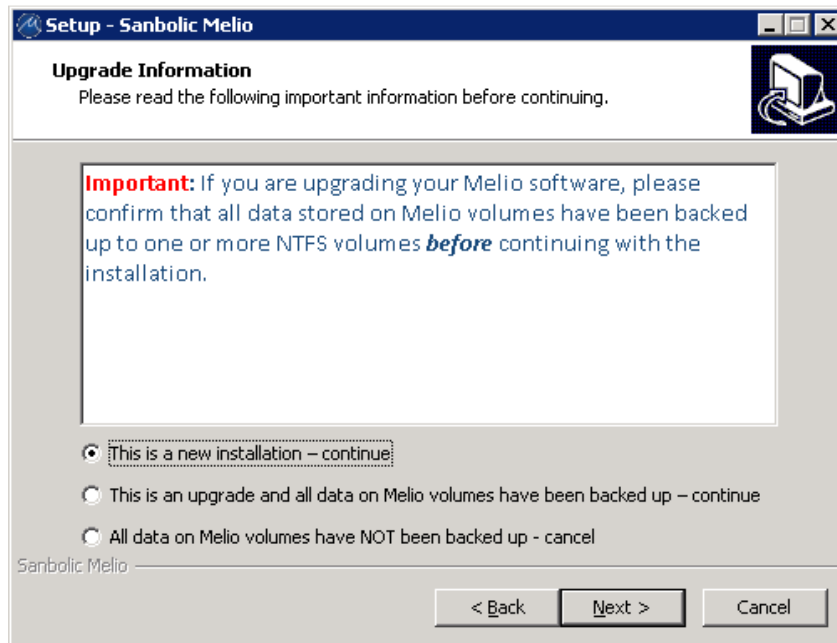 Setup - Sanbolic Melio
Upgrade Information
Please read the following important information before continuing.
Important: If you are upgrading your Melio software, please
confirm that all data stored on Melio volumes have been backed
up to one or more NTFS volumes before continuing with the
installation.
This is a new installation – continue
This is an upgrade and all data on Melio volumes have been backed up – continue
All data on Melio volumes have NOT been backed up - cancel
Sanbolic Melio
< Back
Next >
Cancel